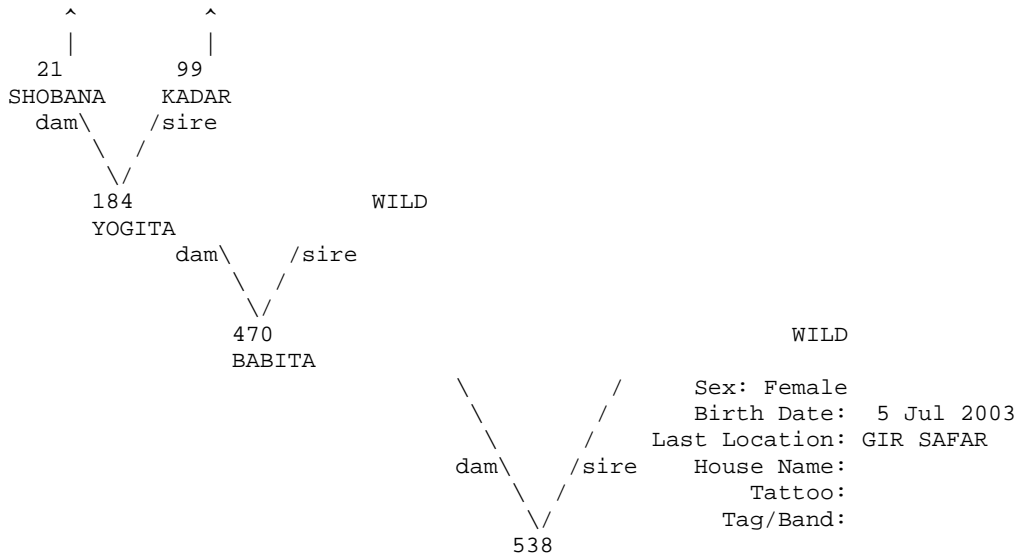 ^ ^
| |
21 99
SHOBANA KADAR
dam\ /sire
\ /
\/
184 WILD
YOGITA
dam\ /sire
\ /
\/
470 WILD
BABITA
\ / Sex: Female
\ / Birth Date: 5 Jul 2003
\ / Last Location: GIR SAFAR
dam\ /sire House Name:
\ / Tattoo:
\/ Tag/Band:
538